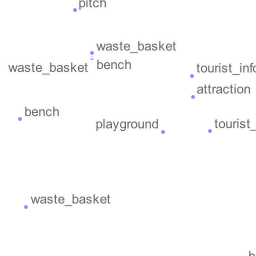 pitch
waste_basket
waste_basket
bench
tourist_info
attraction
bench
playground
tourist_
waste_basket